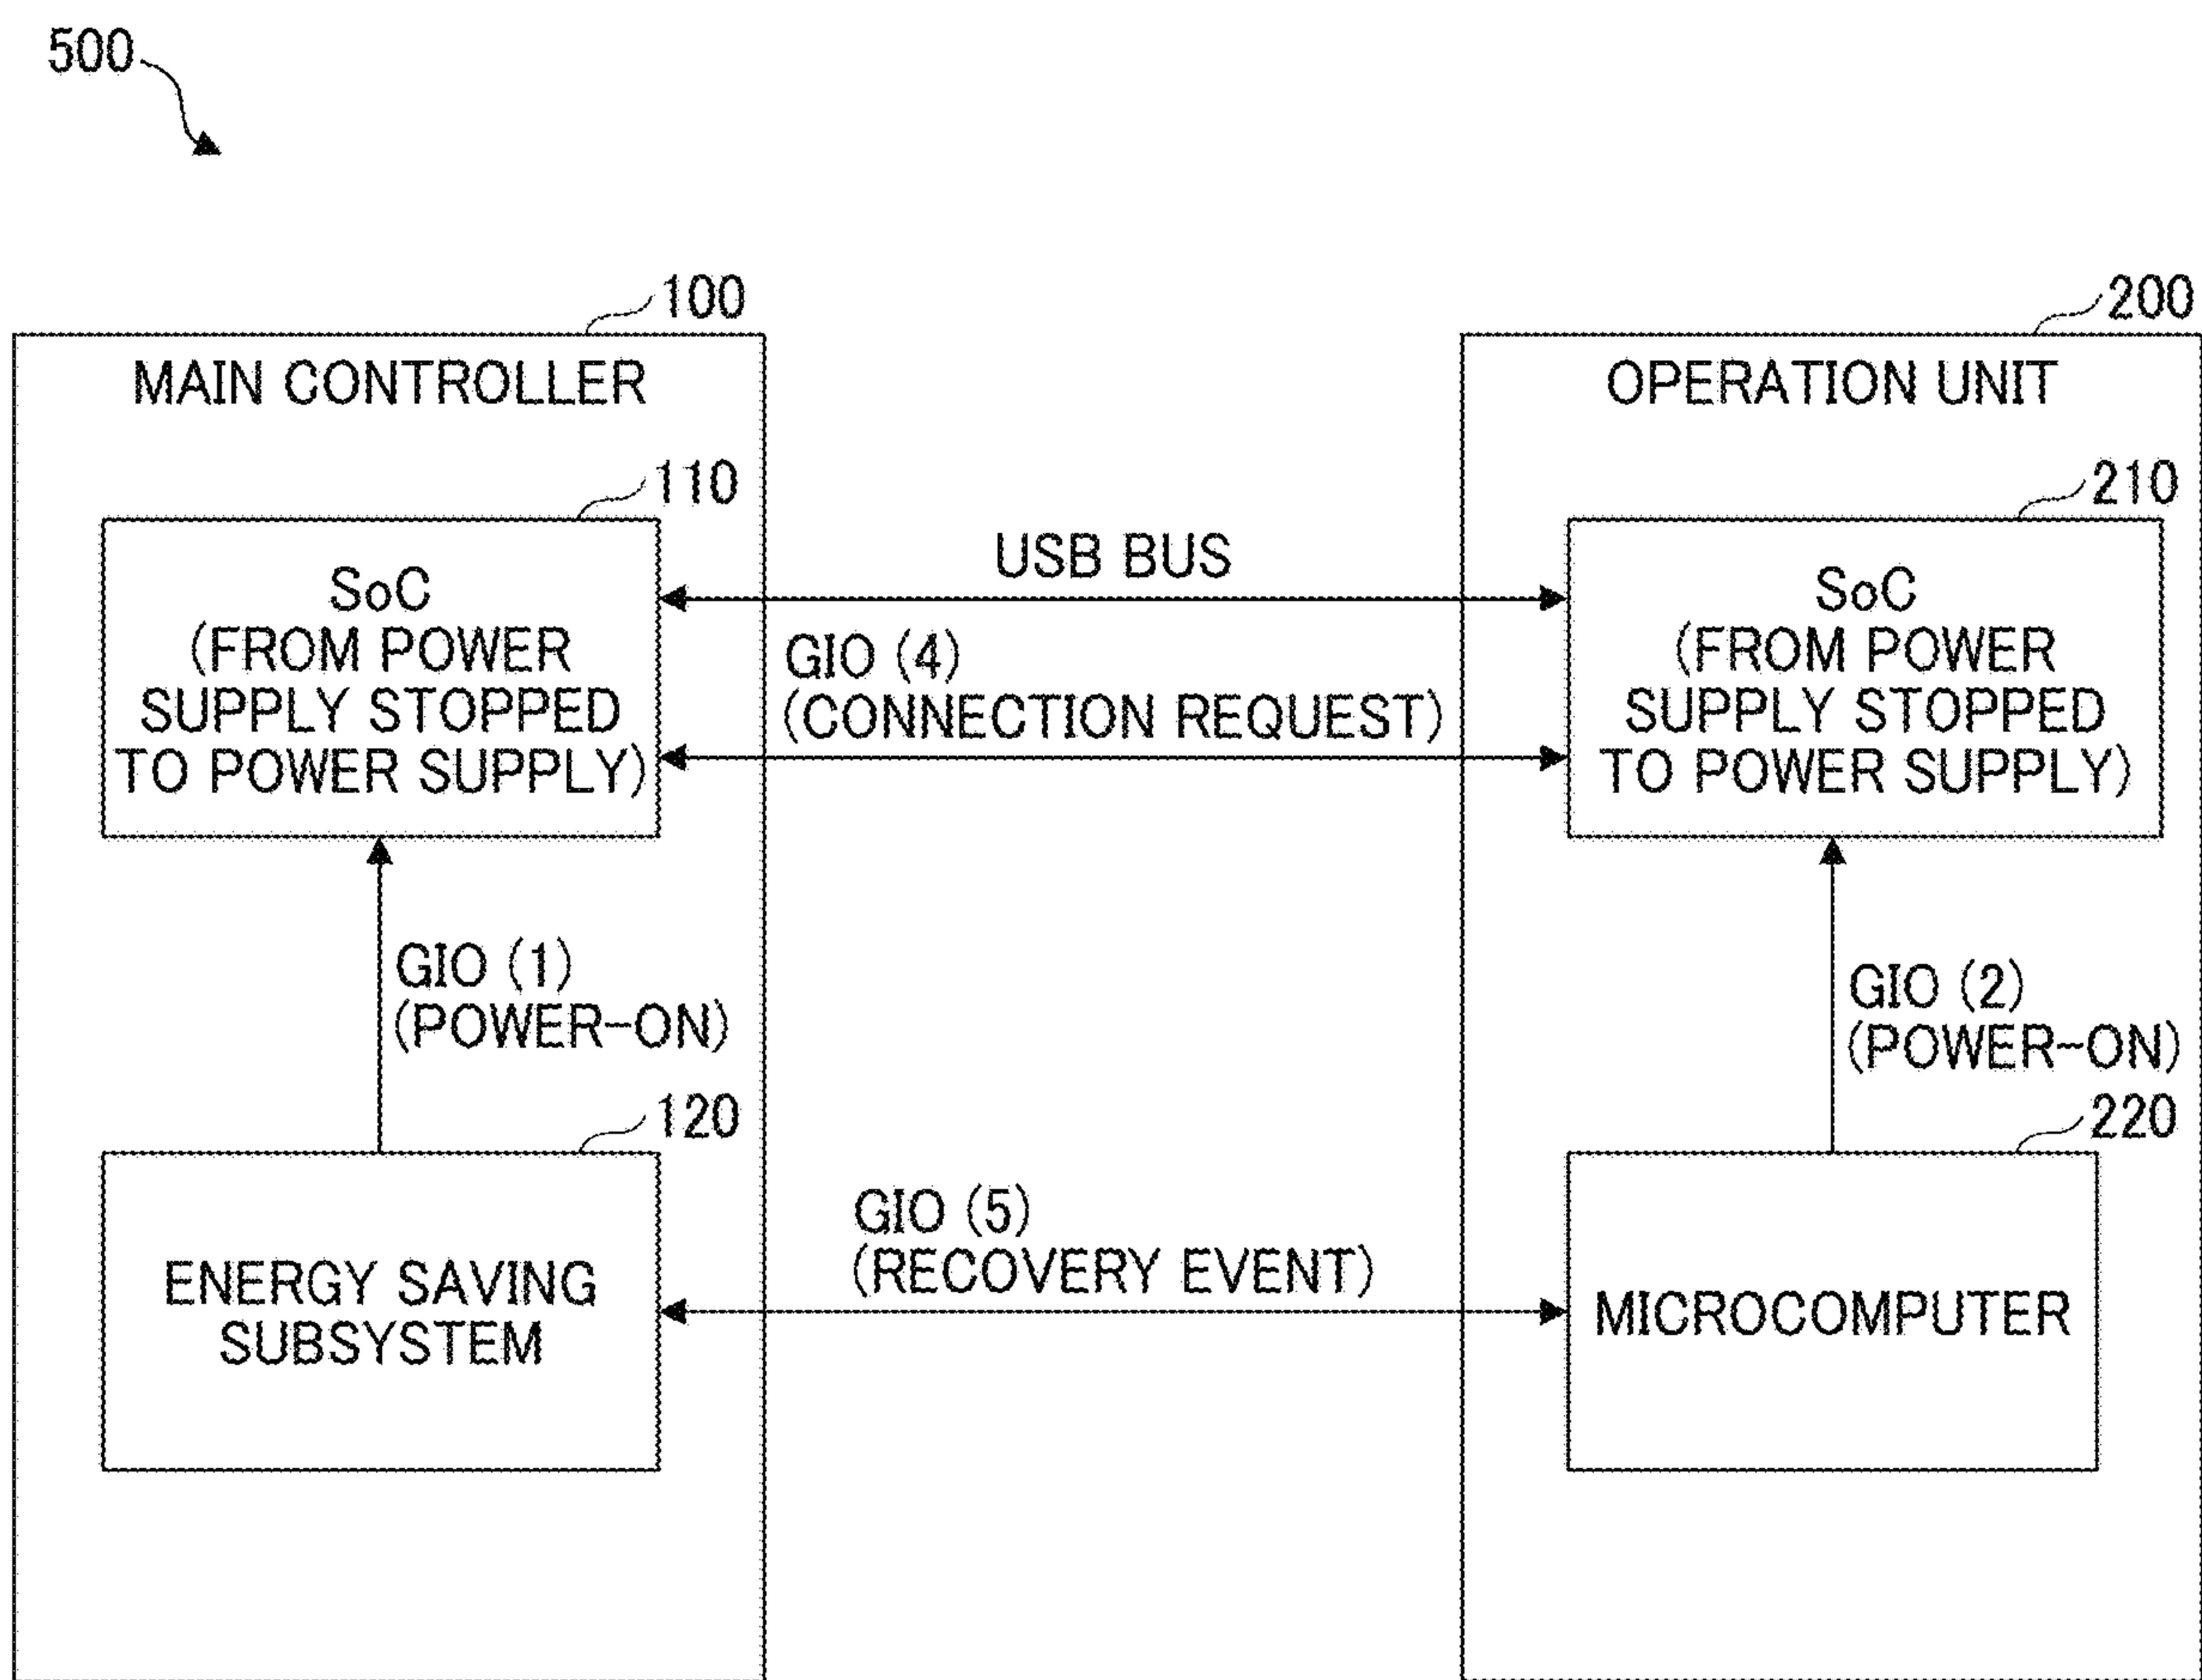 500
100
MAIN CONTROLLER
110
SoC
(FROM POWER
SUPPLY STOPPED
TO POWER SUPPLY)
GIO (1)
(POWER-ON)
120
ENERGY SAVING
SUBSYSTEM
USB BUS
GIO (4)
(CONNECTION REQUEST)
GIO (5)
(RECOVERY EVENT)
200
OPERATION UNIT
210
SoC
(FROM POWER
SUPPLY STOPPED
TO POWER SUPPLY)
GIO (2)
(POWER-ON)
220
MICROCOMPUTER